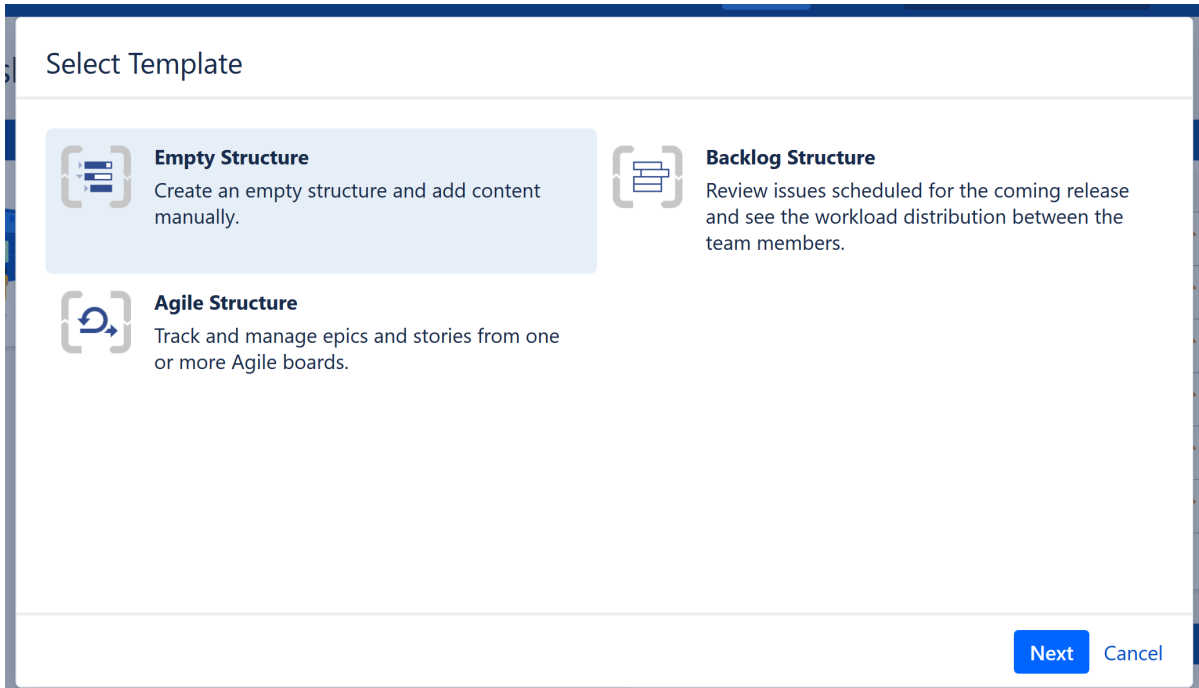 Select Template
Empty Structure
Create an empty structure and add content
manually.
Backlog Structure
Review issues scheduled for the coming release
and see the workload distribution between the
team members.
Agile Structure
Track and manage epics and stories from one
or more Agile boards.
Next
Cancel